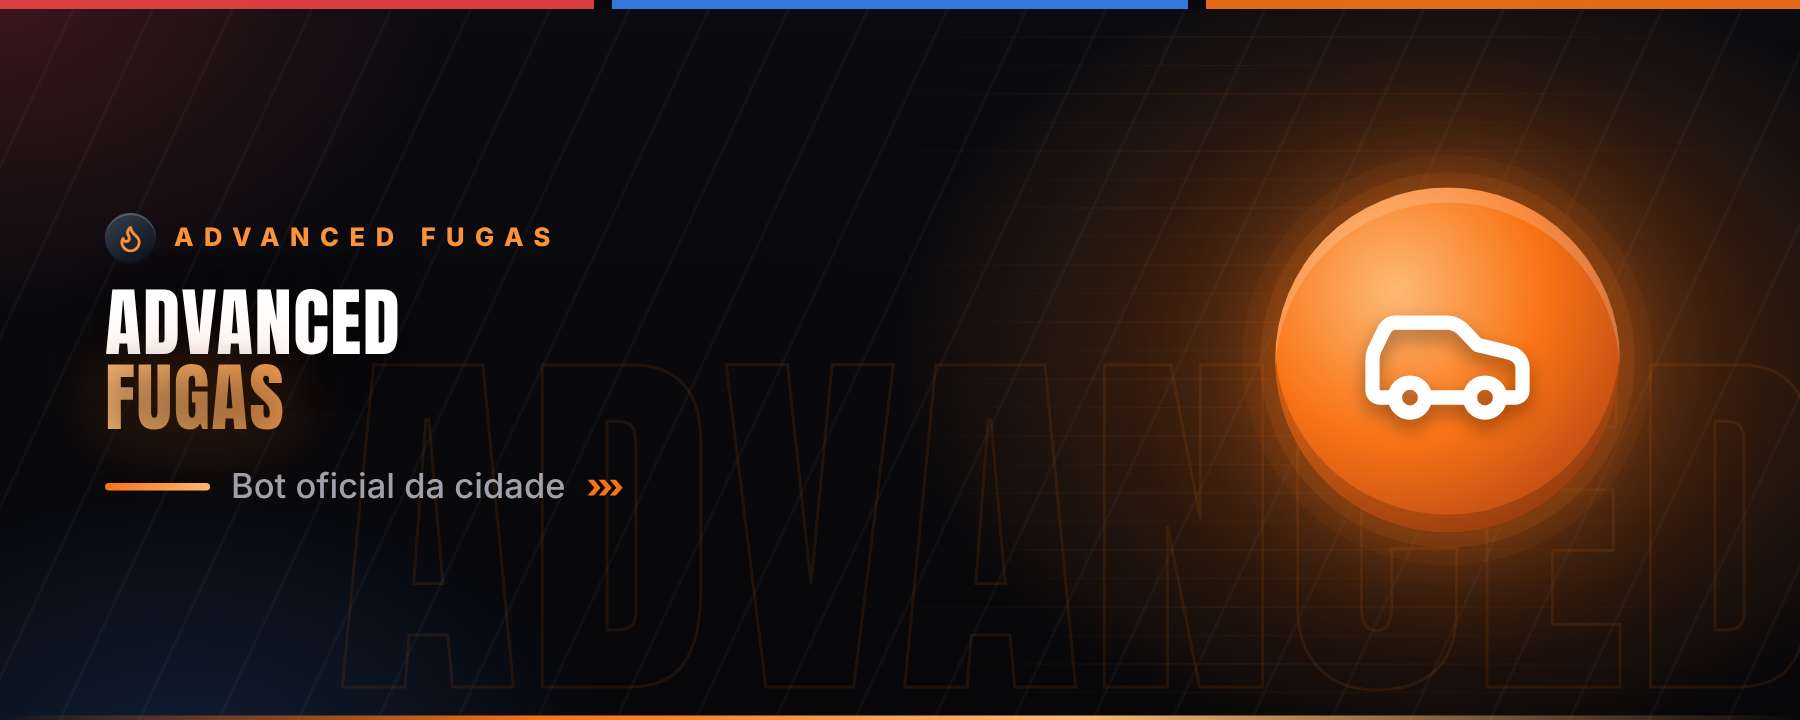 ADVANCED FUGAS
ADVANCED
FUGAS
Bot oficial da cidade
ADVANCED